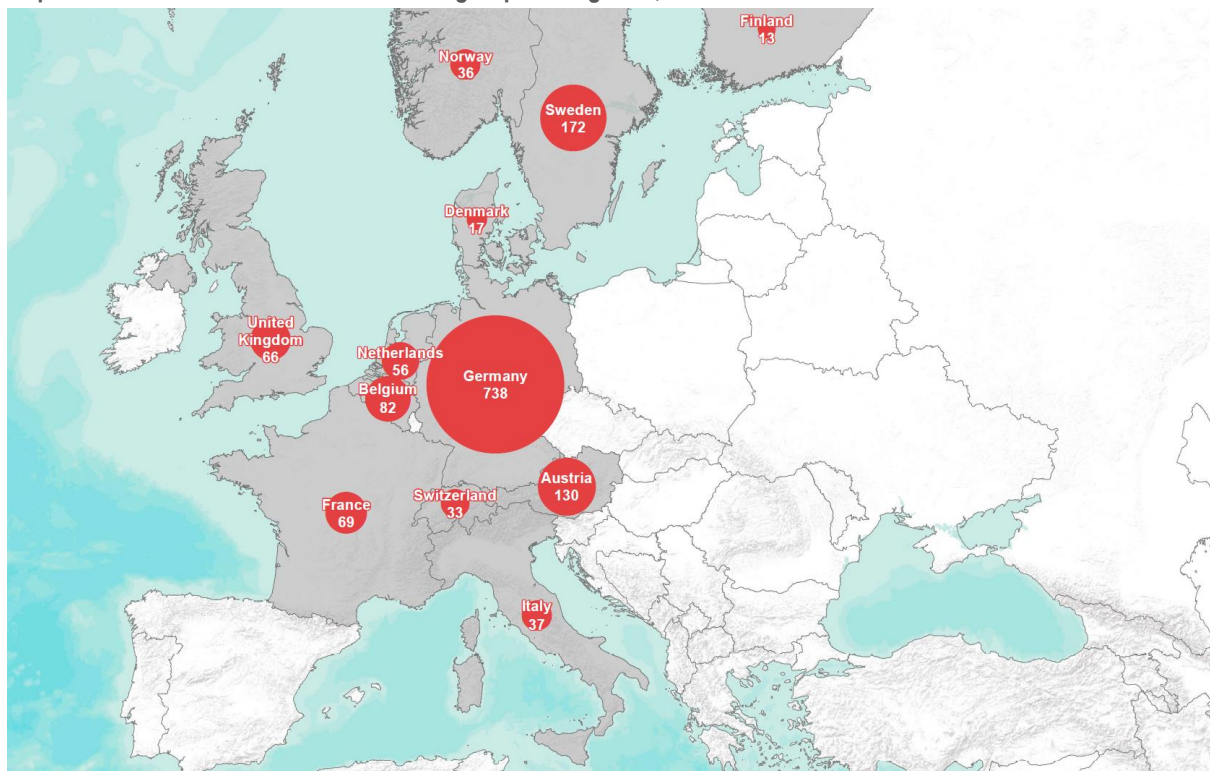 Finland
13
Norway
36
Sweden
172
Denmark
17
United
Kingdom
66
Netherlands
56
Germany
738
Belgium
82
Austria
130
Switzerland
33
France
69
Italy
37